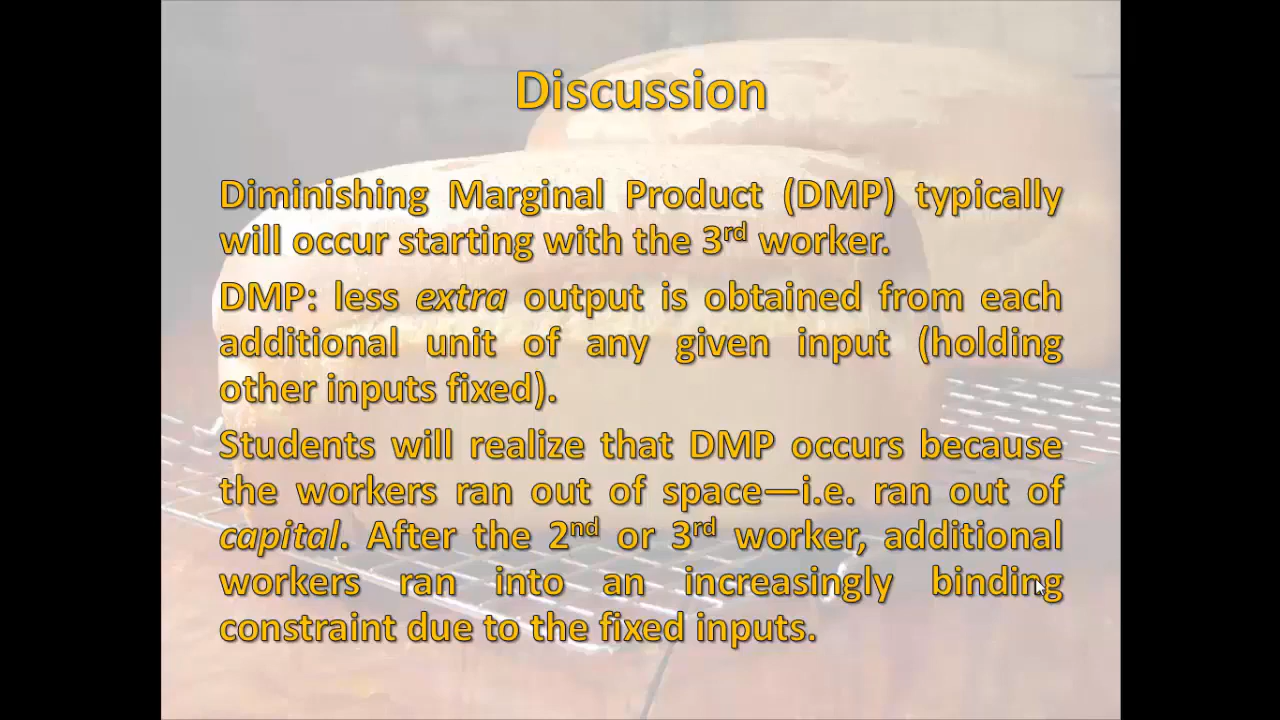 Discussion
Diminishing Marginal Product (DMP) typically
will occur starting with the 3rd worker.
DMP: less extra output is obtained from each
additional unit of any given input (holding
other inputs fixed).
Students will realize that DMP occurs because
the workers ran out of space—i.e. ran out of
capital. After the 2nd or 3rd worker, additional
workers ran into an increasingly binding
constraint due to the fixed inputs.